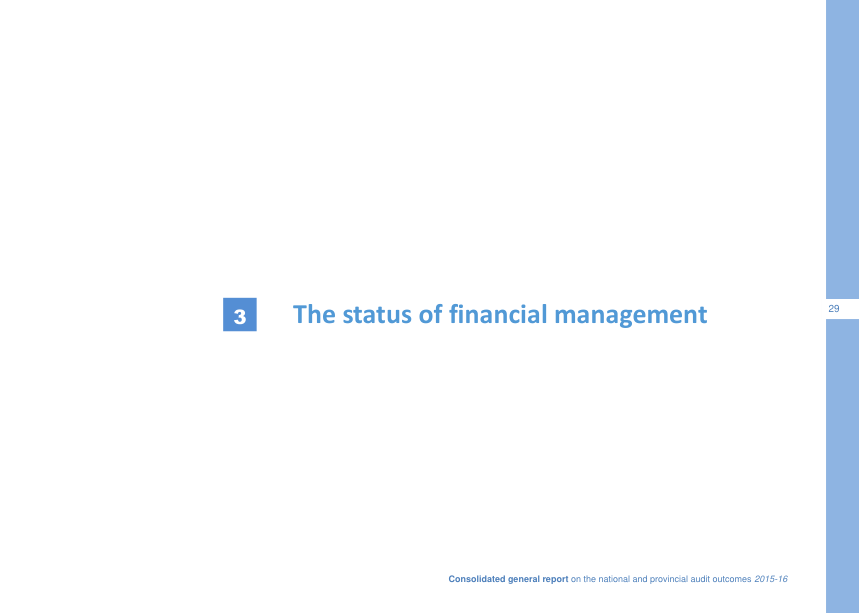 3 The status of financial management
29
Consolidated general report on the national and provincial audit outcomes 2015-16